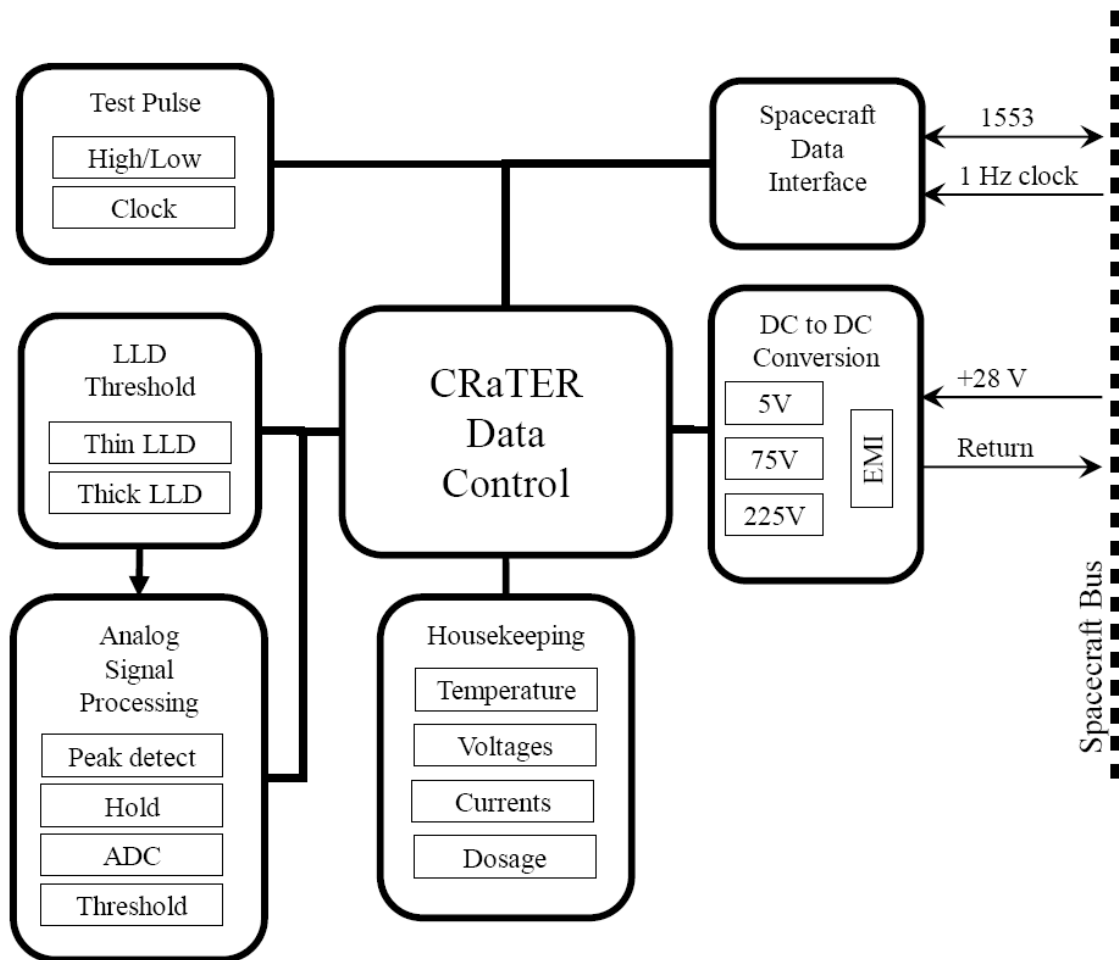 Test Pulse
High/Low
Clock
Spacecraft
Data
Interface
1553
1 Hz clock
LLD
Threshold
Thin LLD
Thick LLD
CRaTER
Data
Control
DC to DC
Conversion
5V
75V
225V
EMI
+28 V
Return
Spacecraft Bus
Analog
Signal
Processing
Peak detect
Hold
ADC
Threshold
Housekeeping
Temperature
Voltages
Currents
Dosage